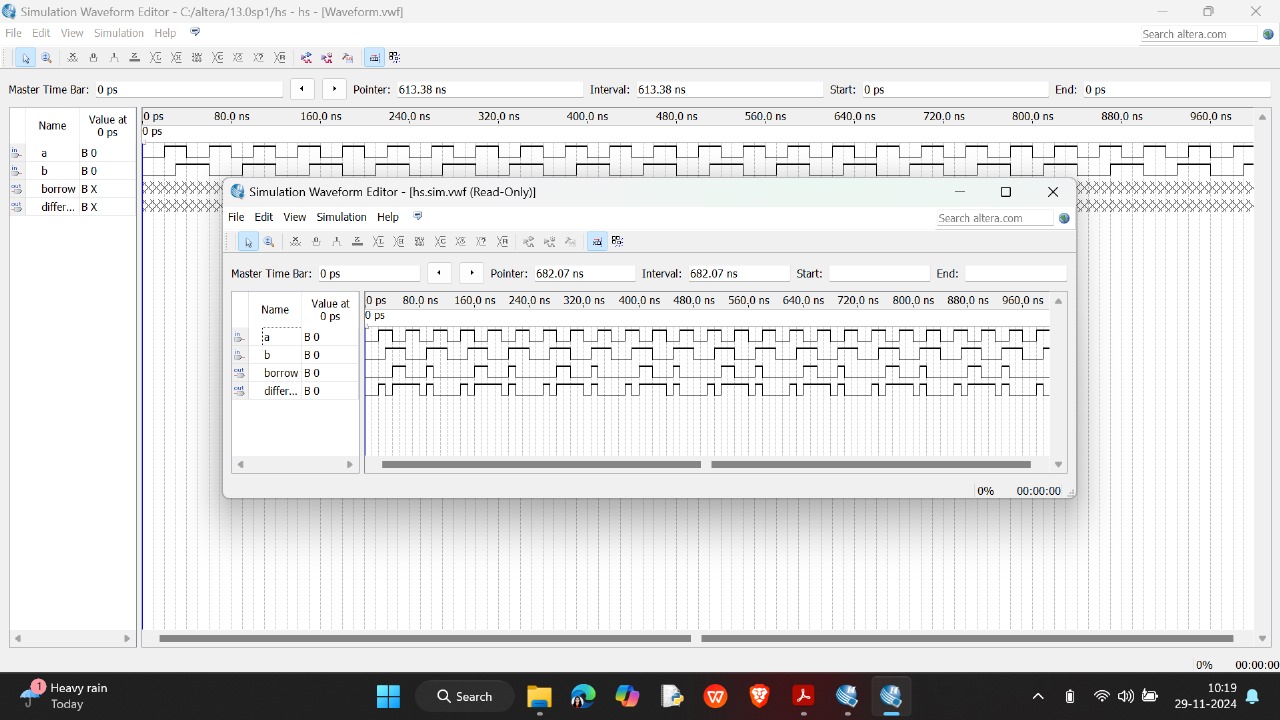 Simulation Waveform Editor - C:/altera/13.0sp1/hs - hs - [Waveform.vwf]
File Edit View Simulation Help
Search altera.com
Master Time Bar: 0 ps Pointer: 613.38 ns Interval: 613.38 ns Start: 0 ps End: 0 ps
Name Value at 0 ps
0 ps 80.0 ns 160.0 ns 240.0 ns 320.0 ns 400.0 ns 480.0 ns 560.0 ns 640.0 ns 720.0 ns 800.0 ns 880.0 ns 960.0 ns
0 ps
in a B 0
in b B 0
out borrow B X
out differ... B X
Simulation Waveform Editor - [hs.sim.vwf (Read-Only)]
File Edit View Simulation Help
Search altera.com
Master Time Bar: 0 ps Pointer: 682.07 ns Interval: 682.07 ns Start: End:
Name Value at 0 ps
0 ps 80.0 ns 160.0 ns 240.0 ns 320.0 ns 400.0 ns 480.0 ns 560.0 ns 640.0 ns 720.0 ns 800.0 ns 880.0 ns 960.0 ns
0 ps
in a B 0
in b B 0
out borrow B 0
out differ... B 0
0% 00:00:00
0% 00:00:00
1 Heavy rain
Today
Search
10:19
29-11-2024